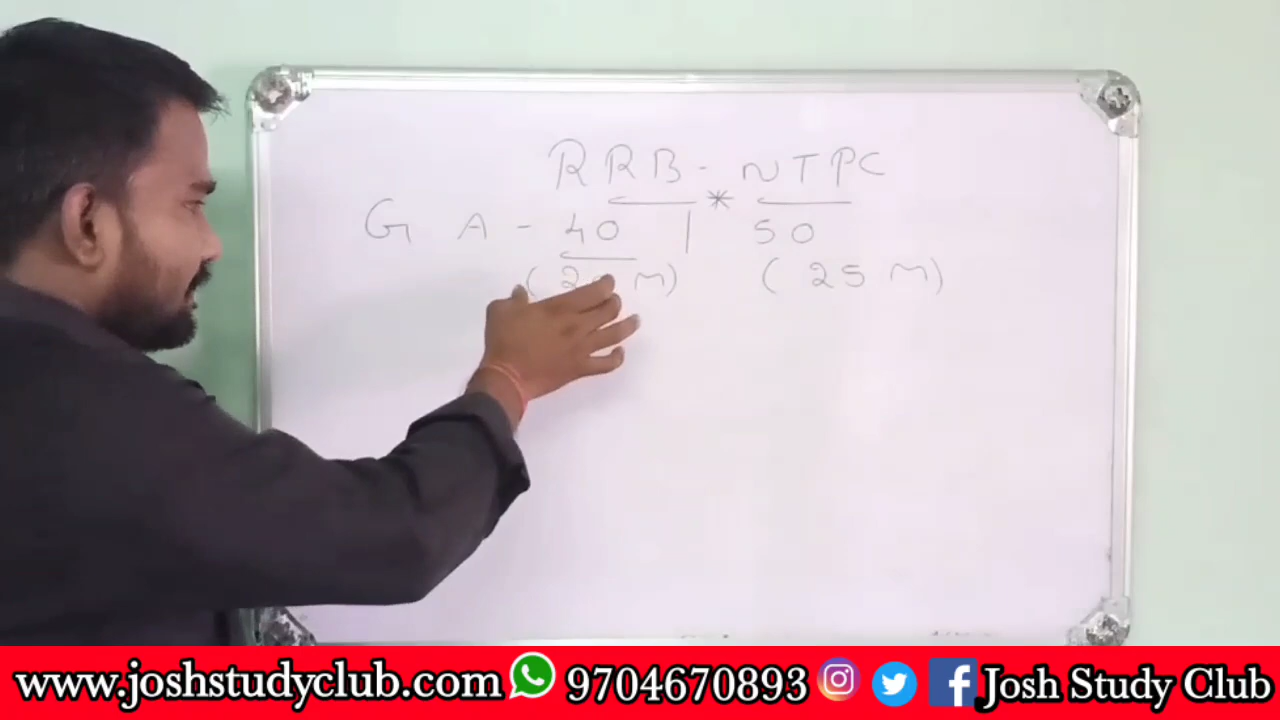 RRB- NTPC
*
G A - 40 | 50
( M) ( 25 M)
www.joshstudyclub.com 9704670893 Josh Study Club